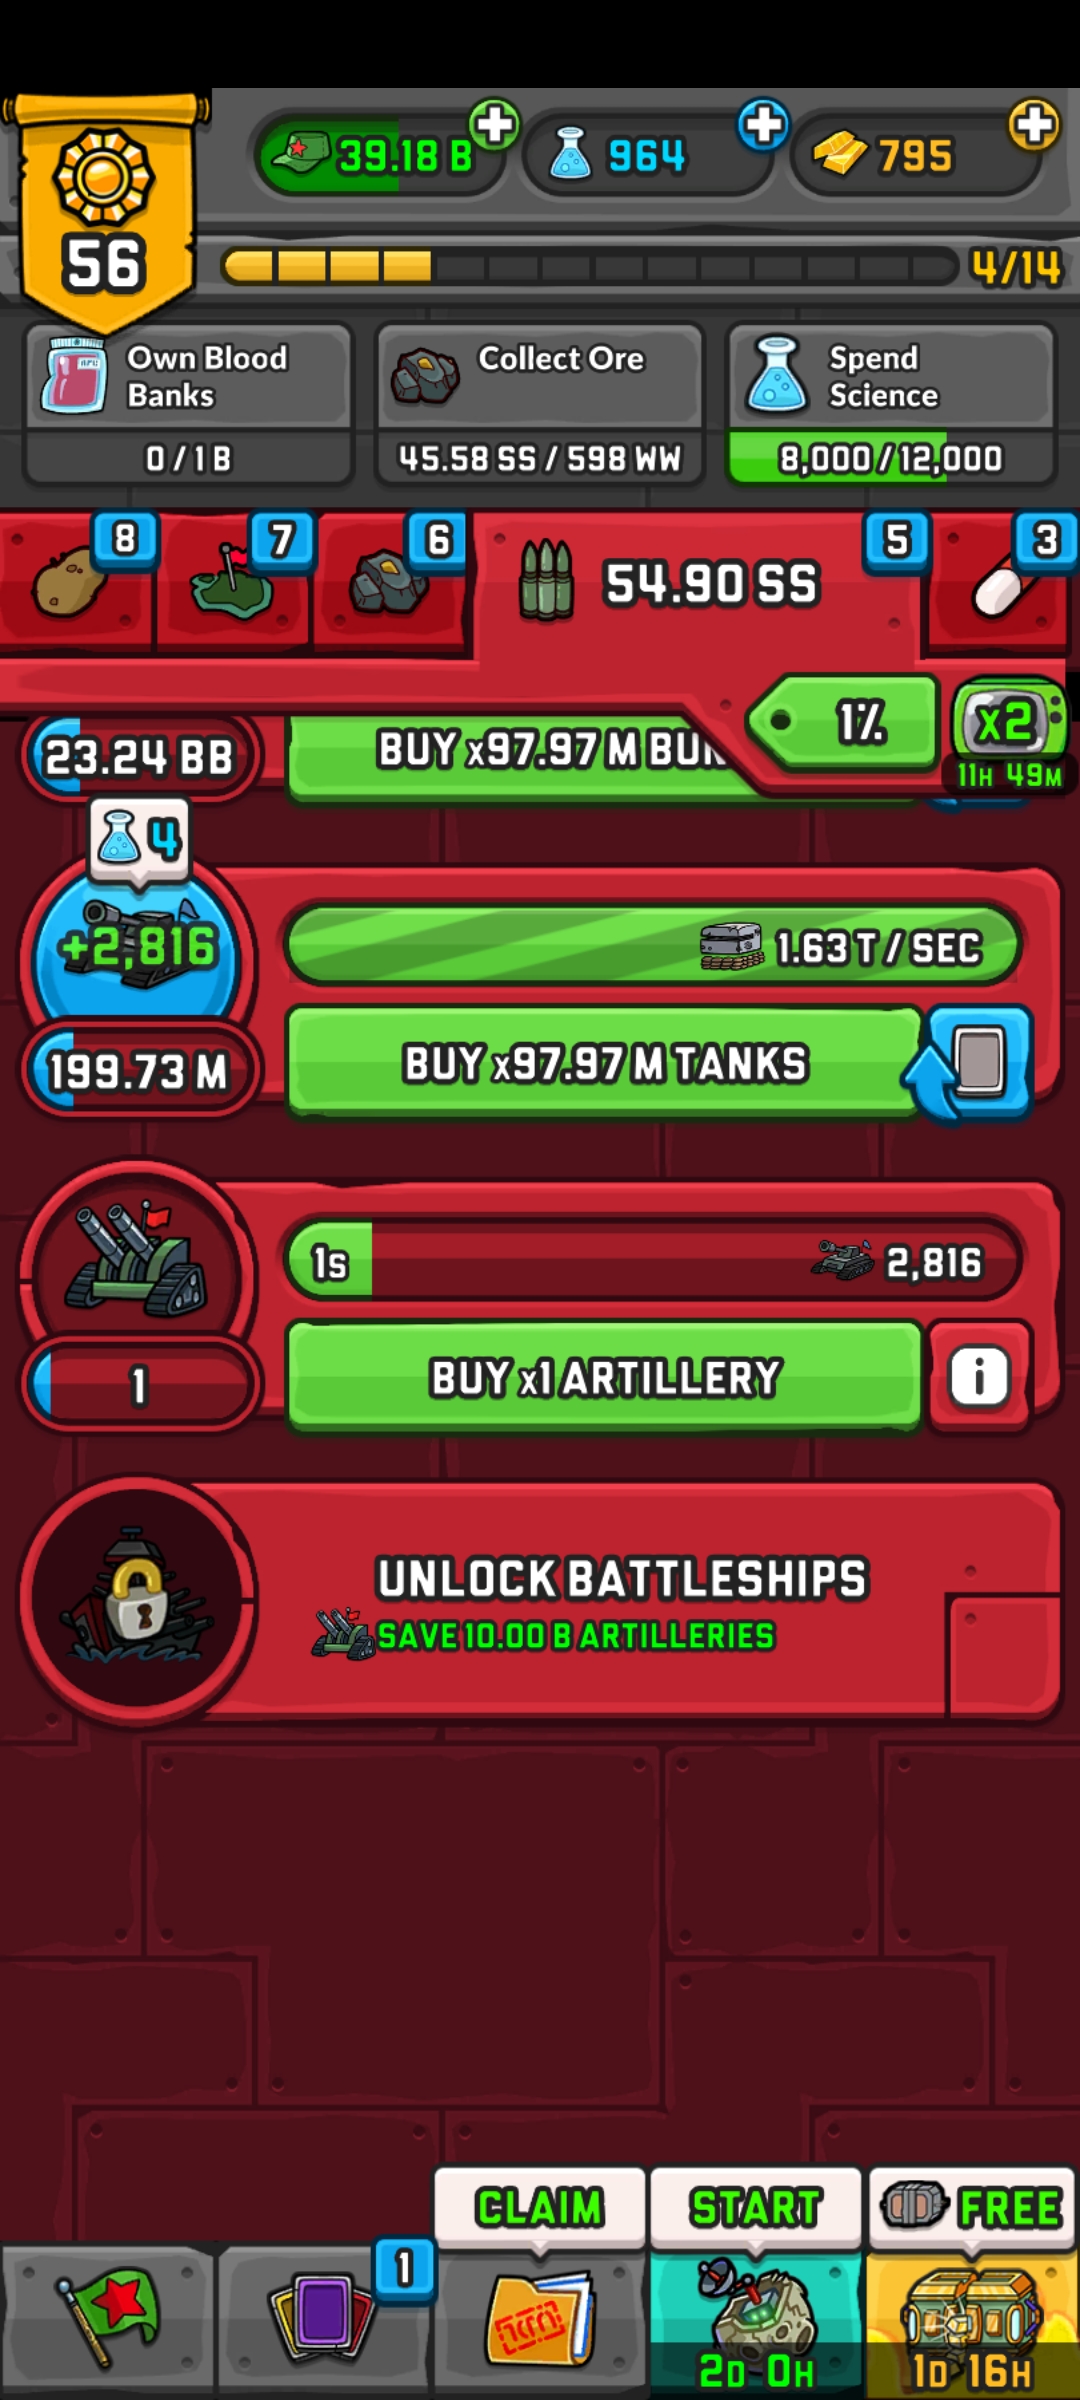 39.18 B
964
795
56
4/14
Own Blood
Banks
0 / 1 B
Collect Ore
45.58 SS / 598 WW
Spend
Science
8,000 / 12,000
8
7
6
54.90 SS
5
3
1%
x2
11H 49M
23.24 BB
BUY x97.97 M
4
+2,816
1.63 T / SEC
199.73 M
BUY x97.97 M TANKS
1s
2,816
1
BUY x1 ARTILLERY
i
UNLOCK BATTLESHIPS
SAVE 10.00 B ARTILLERIES
CLAIM
START
FREE
1
2D 0H
1D 16H